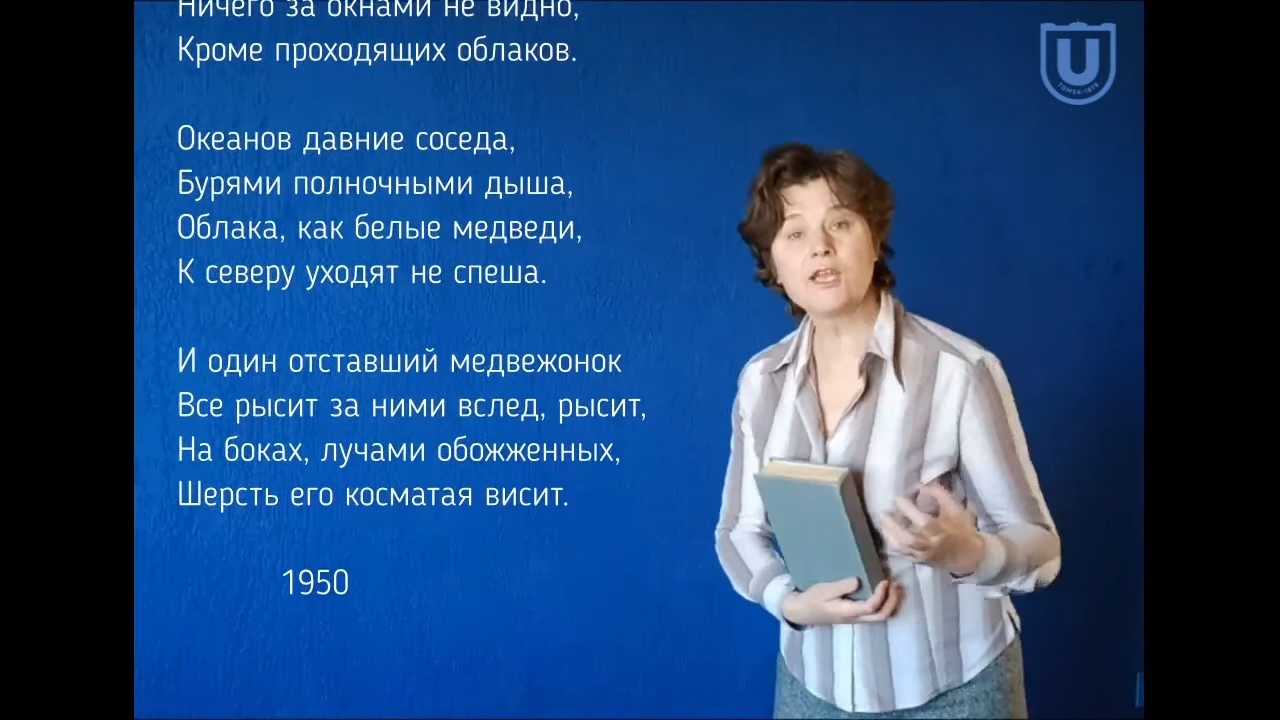 Ничего за окнами не видно,
Кроме проходящих облаков.
Океанов давние соседа,
Бурями полночными дыша,
Облака, как белые медведи,
К северу уходят не спеша.
И один отставший медвежонок
Все рысит за ними вслед, рысит,
На боках, лучами обожженных,
Шерсть его косматая висит.
1950
U
ТОМСК·1878